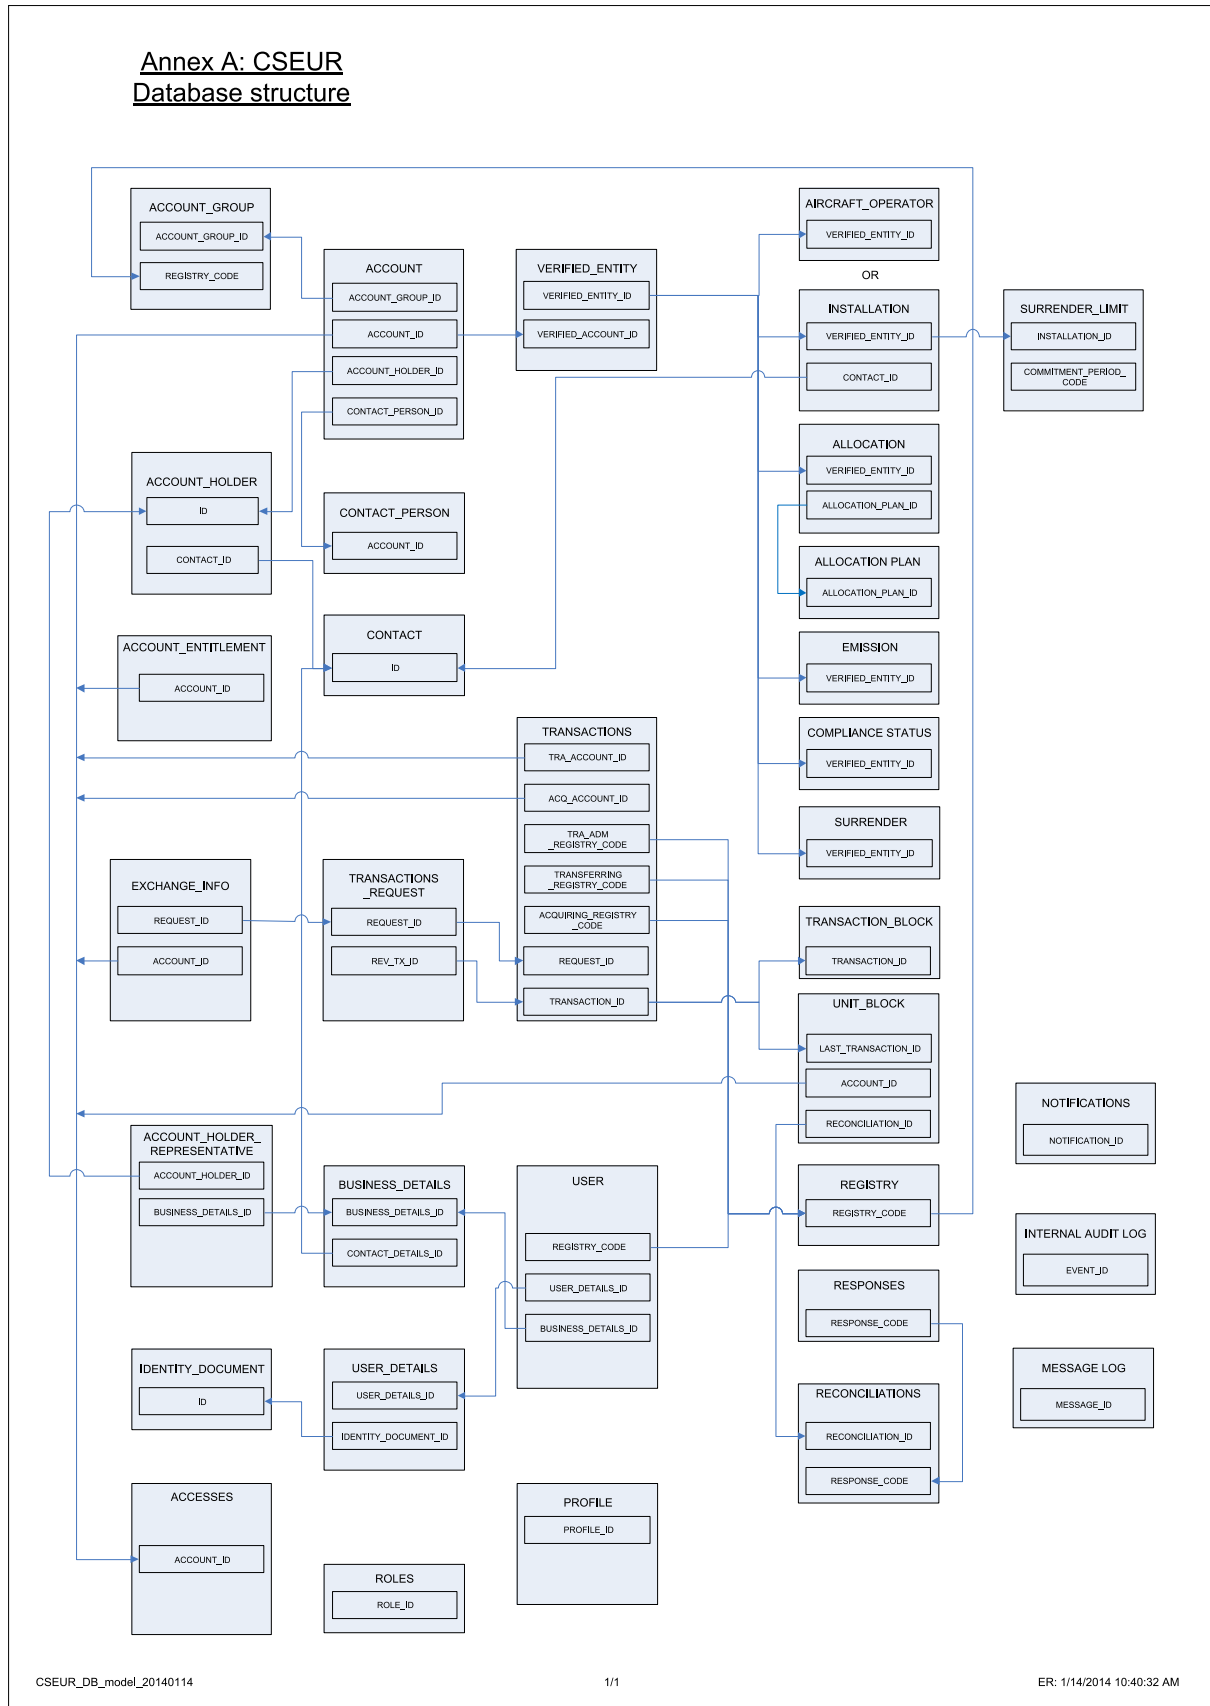 Annex A: CSEUR
Database structure
ACCOUNT_GROUP
ACCOUNT_GROUP_ID
REGISTRY_CODE
ACCOUNT
ACCOUNT_GROUP_ID
ACCOUNT_ID
ACCOUNT_HOLDER_ID
CONTACT_PERSON_ID
VERIFIED_ENTITY
VERIFIED_ENTITY_ID
VERIFIED_ACCOUNT_ID
AIRCRAFT_OPERATOR
VERIFIED_ENTITY_ID
OR
INSTALLATION
VERIFIED_ENTITY_ID
CONTACT_ID
SURRENDER_LIMIT
INSTALLATION_ID
COMMITMENT_PERIOD_
CODE
ALLOCATION
VERIFIED_ENTITY_ID
ALLOCATION_PLAN_ID
ACCOUNT_HOLDER
ID
CONTACT_ID
CONTACT_PERSON
ACCOUNT_ID
ALLOCATION PLAN
ALLOCATION_PLAN_ID
CONTACT
ID
ACCOUNT_ENTITLEMENT
ACCOUNT_ID
EMISSION
VERIFIED_ENTITY_ID
TRANSACTIONS
TRA_ACCOUNT_ID
ACQ_ACCOUNT_ID
TRA_ADM
_REGISTRY_CODE
TRANSFERRING
_REGISTRY_CODE
ACQUIRING_REGISTRY
_CODE
REQUEST_ID
TRANSACTION_ID
COMPLIANCE STATUS
VERIFIED_ENTITY_ID
SURRENDER
VERIFIED_ENTITY_ID
EXCHANGE_INFO
REQUEST_ID
ACCOUNT_ID
TRANSACTIONS
_REQUEST
REQUEST_ID
REV_TX_ID
TRANSACTION_BLOCK
TRANSACTION_ID
UNIT_BLOCK
LAST_TRANSACTION_ID
ACCOUNT_ID
RECONCILIATION_ID
NOTIFICATIONS
NOTIFICATION_ID
ACCOUNT_HOLDER_
REPRESENTATIVE
ACCOUNT_HOLDER_ID
BUSINESS_DETAILS_ID
BUSINESS_DETAILS
BUSINESS_DETAILS_ID
CONTACT_DETAILS_ID
USER
REGISTRY_CODE
USER_DETAILS_ID
BUSINESS_DETAILS_ID
REGISTRY
REGISTRY_CODE
INTERNAL AUDIT LOG
EVENT_ID
RESPONSES
RESPONSE_CODE
IDENTITY_DOCUMENT
ID
USER_DETAILS
USER_DETAILS_ID
IDENTITY_DOCUMENT_ID
MESSAGE LOG
MESSAGE_ID
RECONCILIATIONS
RECONCILIATION_ID
RESPONSE_CODE
ACCESSES
ACCOUNT_ID
PROFILE
PROFILE_ID
ROLES
ROLE_ID
CSEUR_DB_model_20140114
1/1
ER: 1/14/2014 10:40:32 AM